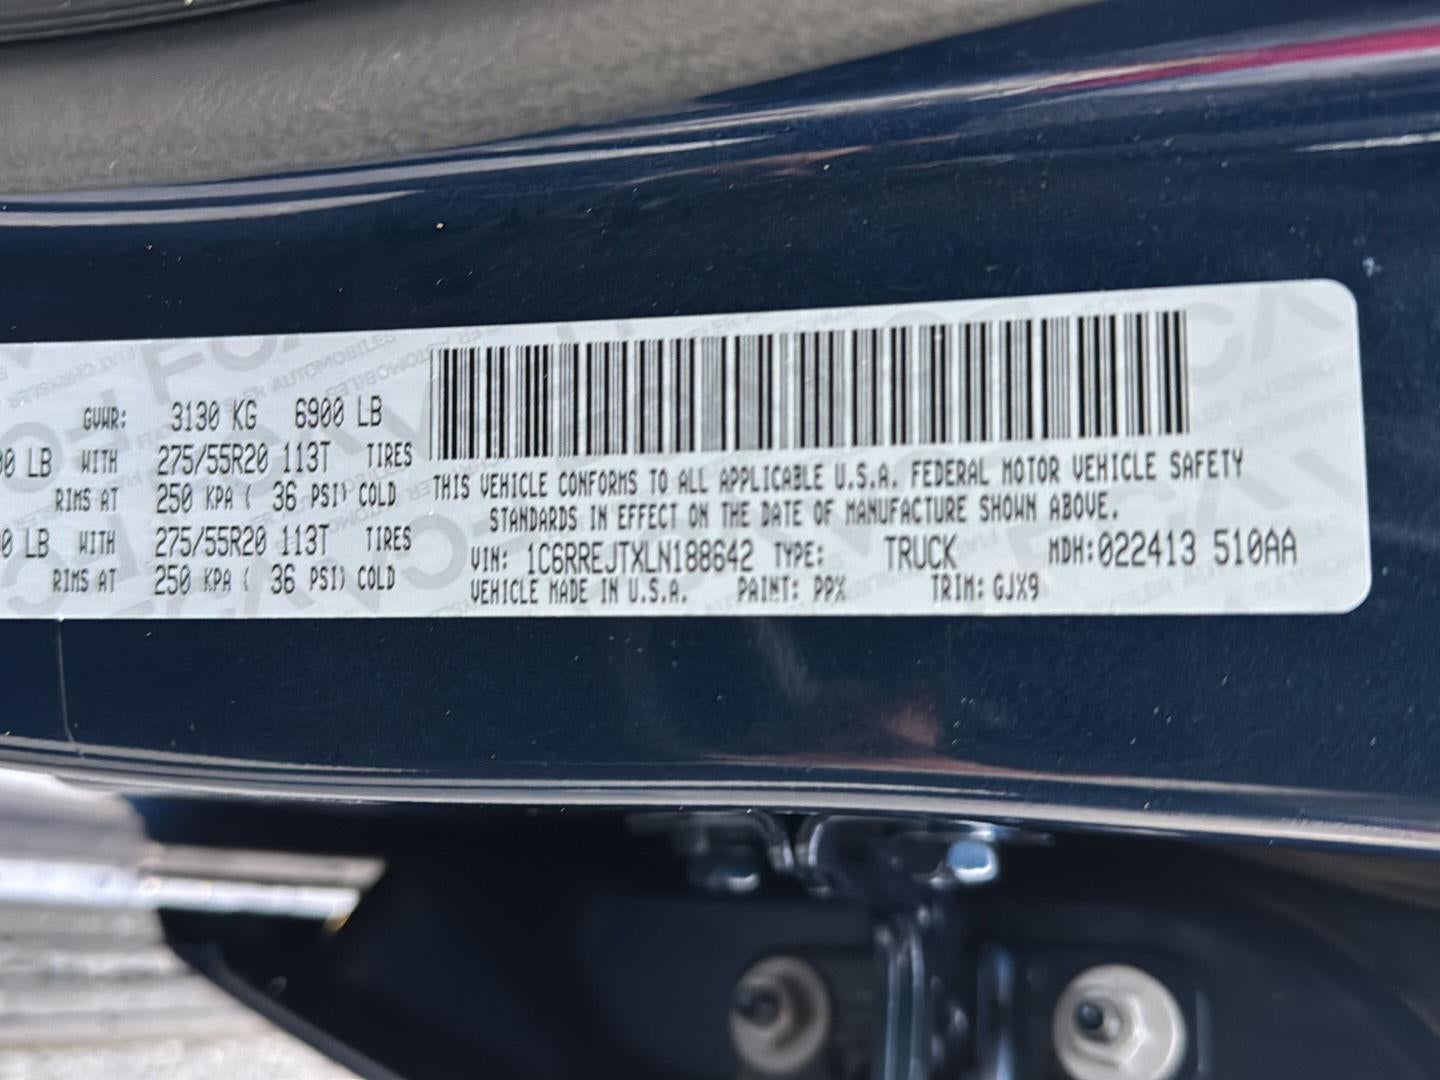 GVWR: 3130 KG 6900 LB
00 LB WITH 275/55R20 113T TIRES
RIMS AT 250 KPA ( 36 PSI) COLD
0 LB WITH 275/55R20 113T TIRES
RIMS AT 250 KPA ( 36 PSI) COLD
THIS VEHICLE CONFORMS TO ALL APPLICABLE U.S.A. FEDERAL MOTOR VEHICLE SAFETY
STANDARDS IN EFFECT ON THE DATE OF MANUFACTURE SHOWN ABOVE.
VIN: 1C6RREJTXLN188642 TYPE: TRUCK MDH:022413 510AA
VEHICLE MADE IN U.S.A. PAINT: PPX TRIM: GJX9